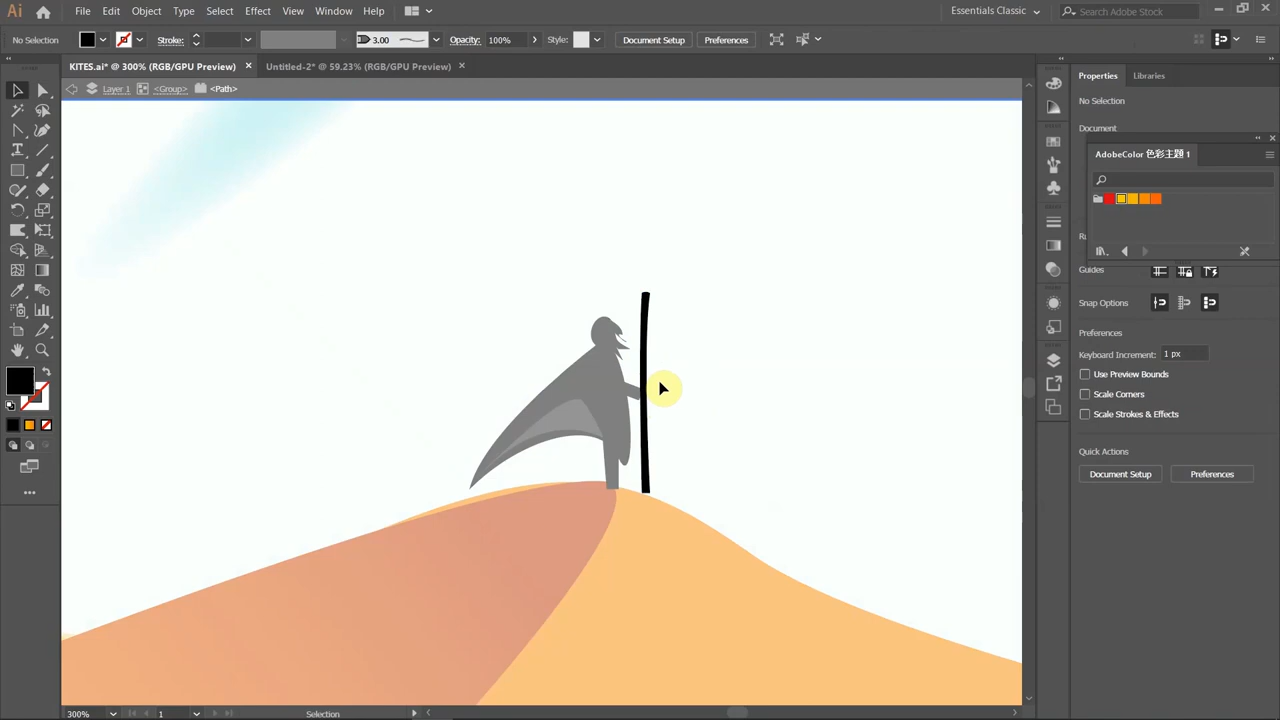 Ai File Edit Object Type Select Effect View Window Help Essentials Classic Search Adobe Stock
No Selection Stroke: 3.00 Opacity: 100% Style: Document Setup Preferences
KITES.ai* @ 300% (RGB/GPU Preview) Untitled-2* @ 59.23% (RGB/GPU Preview)
Layer 1 <Group> <Path>
Properties Libraries
No Selection
Document
AdobeColor 色彩主題 1
Ru
Guides
Snap Options
Preferences
Keyboard Increment: 1 px
Use Preview Bounds
Scale Corners
Scale Strokes & Effects
Quick Actions
Document Setup Preferences
300% 1 Selection